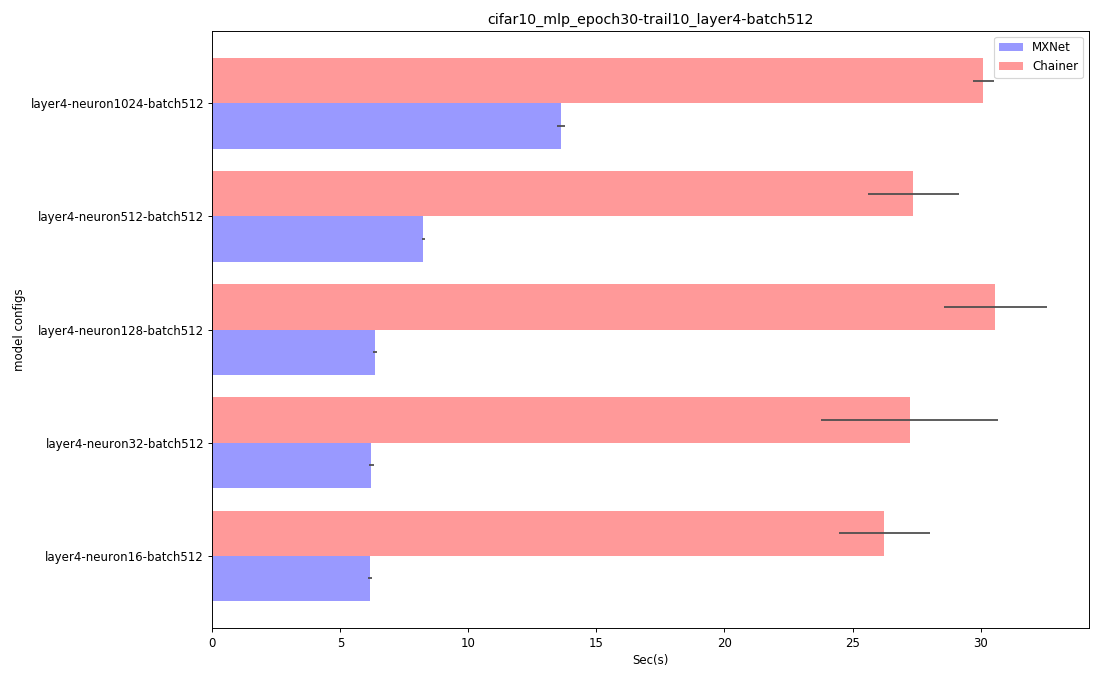 cifar10_mlp_epoch30-trail10_layer4-batch512
MXNet
Chainer
layer4-neuron1024-batch512
layer4-neuron512-batch512
layer4-neuron128-batch512
layer4-neuron32-batch512
layer4-neuron16-batch512
model configs
0 5 10 15 20 25 30
Sec(s)